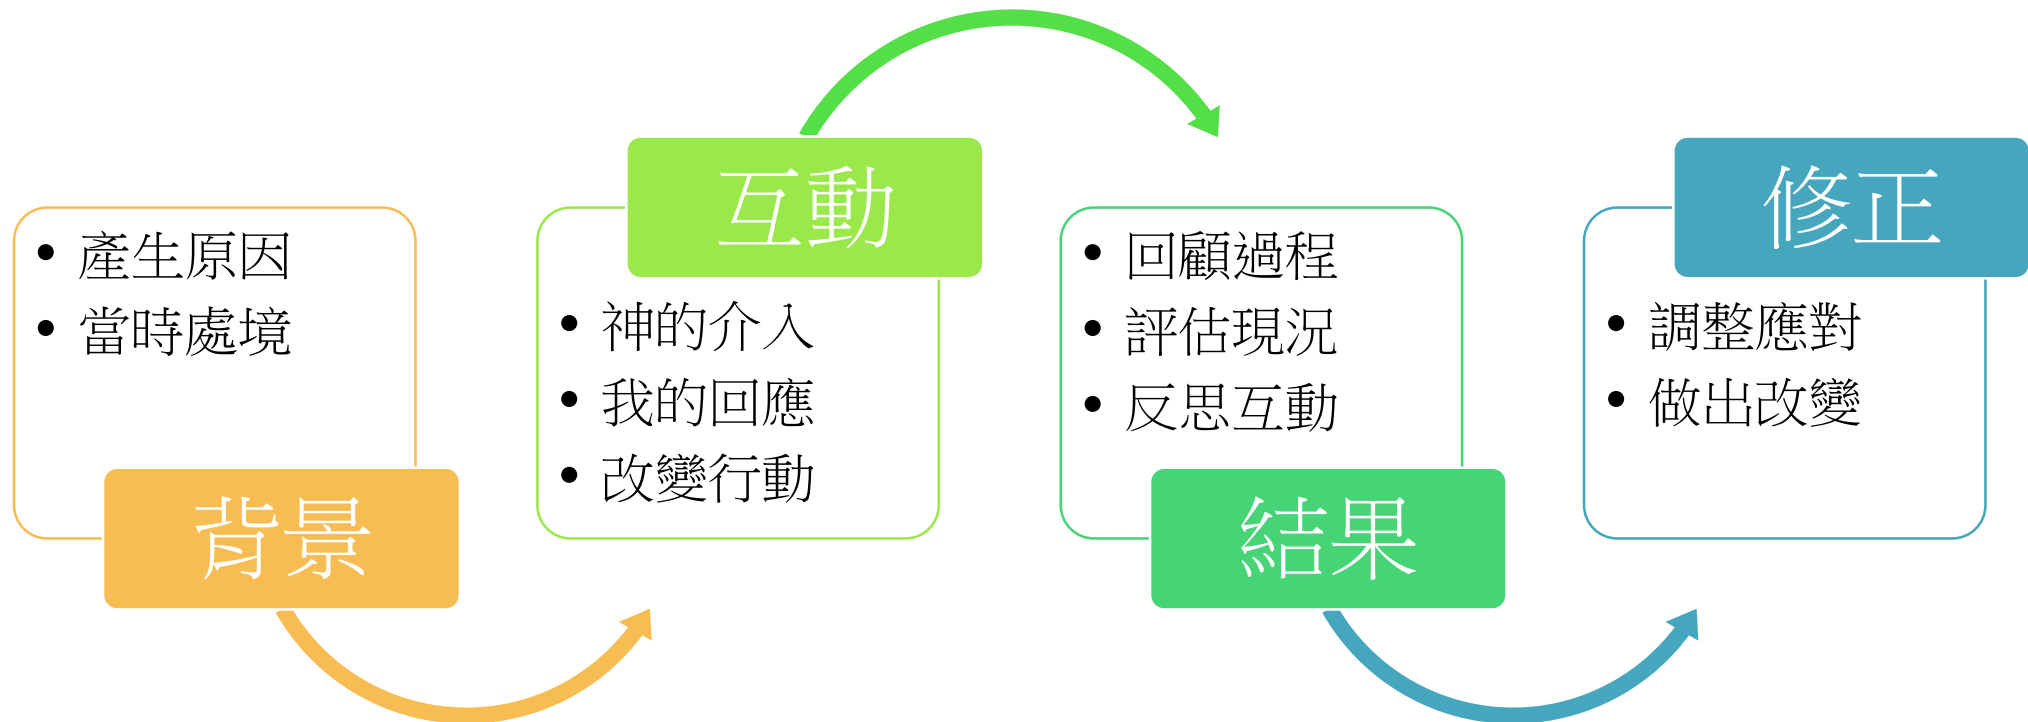 背景
• 產生原因
• 當時處境
互動
• 神的介入
• 我的回應
• 改變行動
結果
• 回顧過程
• 評估現況
• 反思互動
修正
• 調整應對
• 做出改變